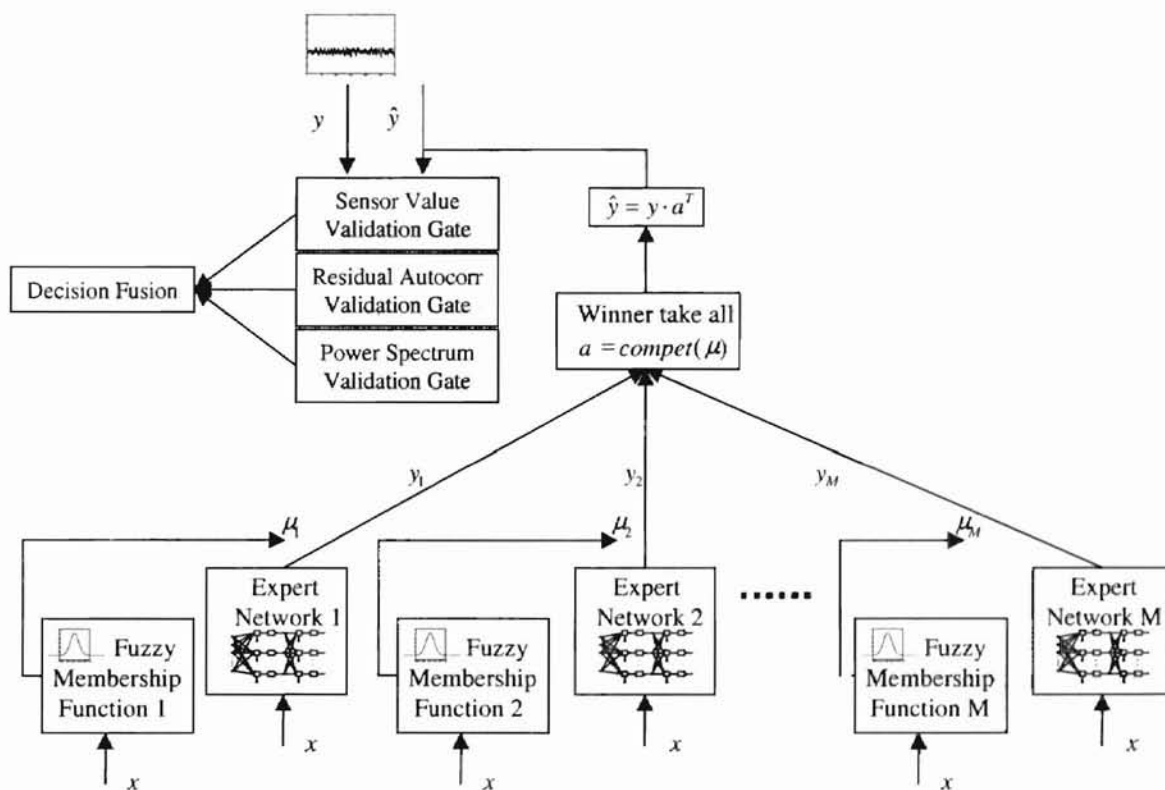 y
ŷ
Sensor Value
Validation Gate
ŷ = y · a^T
Residual Autocorr
Validation Gate
Decision Fusion
Winner take all
a = compet(μ)
Power Spectrum
Validation Gate
y₁
y₂
y_M
μ₁
μ₂
μ_M
Expert
Network 1
Expert
Network 2
......
Expert
Network M
Fuzzy
Membership
Function 1
Fuzzy
Membership
Function 2
Fuzzy
Membership
Function M
x
x
x
x
x
x